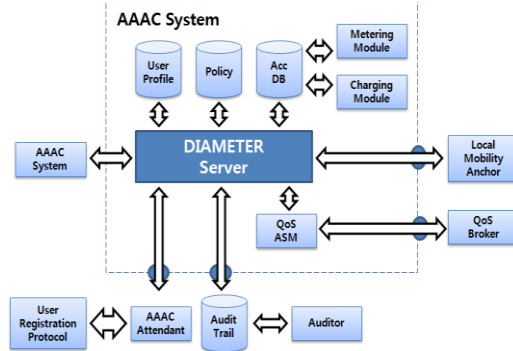 AAAC System
User
Profile
Policy
Acc
DB
Metering
Module
Charging
Module
AAAC
System
DIAMETER
Server
Local
Mobility
Anchor
QoS
ASM
QoS
Broker
User
Registration
Protocol
AAAC
Attendant
Audit
Trail
Auditor